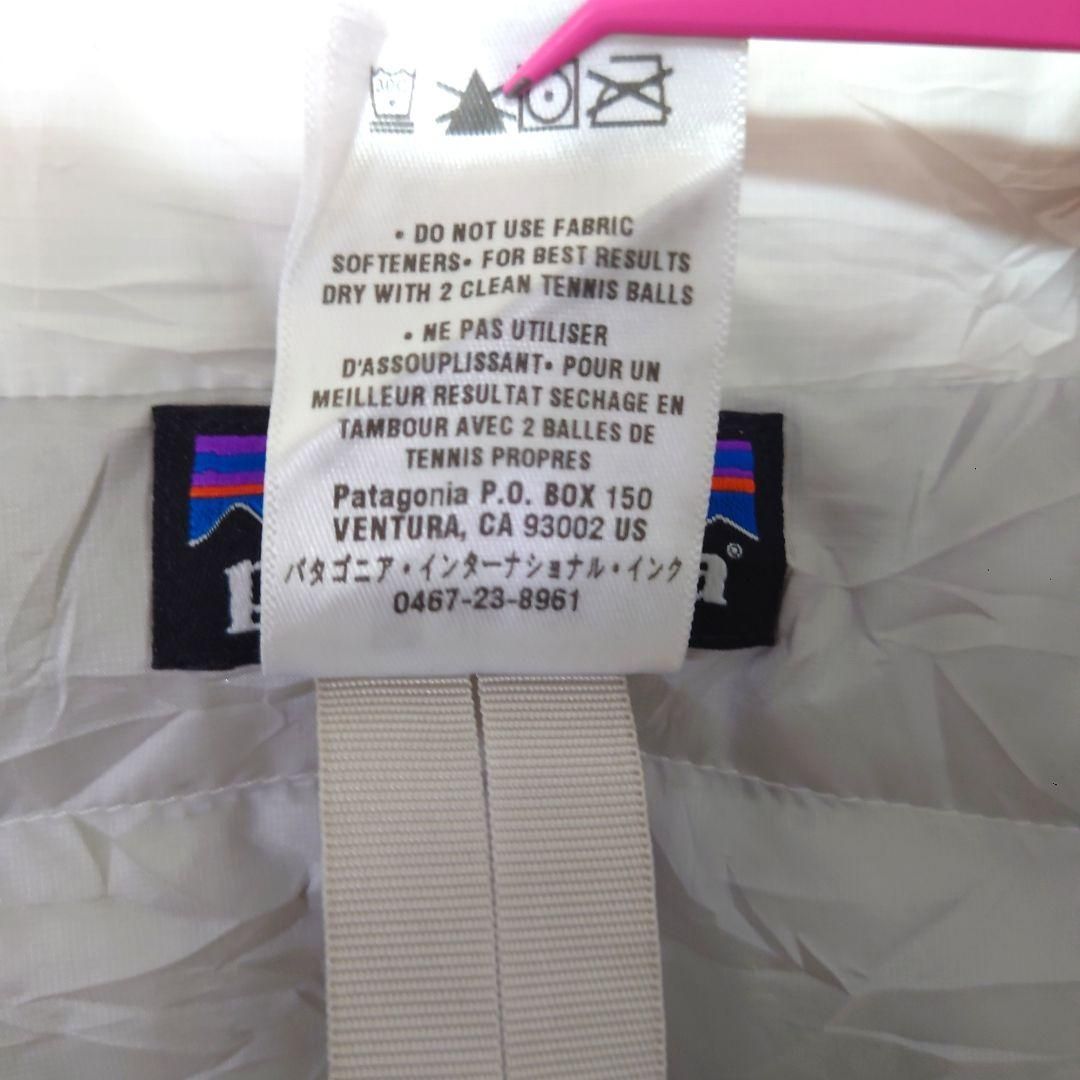 30C
• DO NOT USE FABRIC
SOFTENERS• FOR BEST RESULTS
DRY WITH 2 CLEAN TENNIS BALLS
• NE PAS UTILISER
D'ASSOUPLISSANT• POUR UN
MEILLEUR RESULTAT SECHAGE EN
TAMBOUR AVEC 2 BALLES DE
TENNIS PROPRES
Patagonia P.O. BOX 150
VENTURA, CA 93002 US
パタゴニア・インターナショナル・インク
0467-23-8961
p
a®